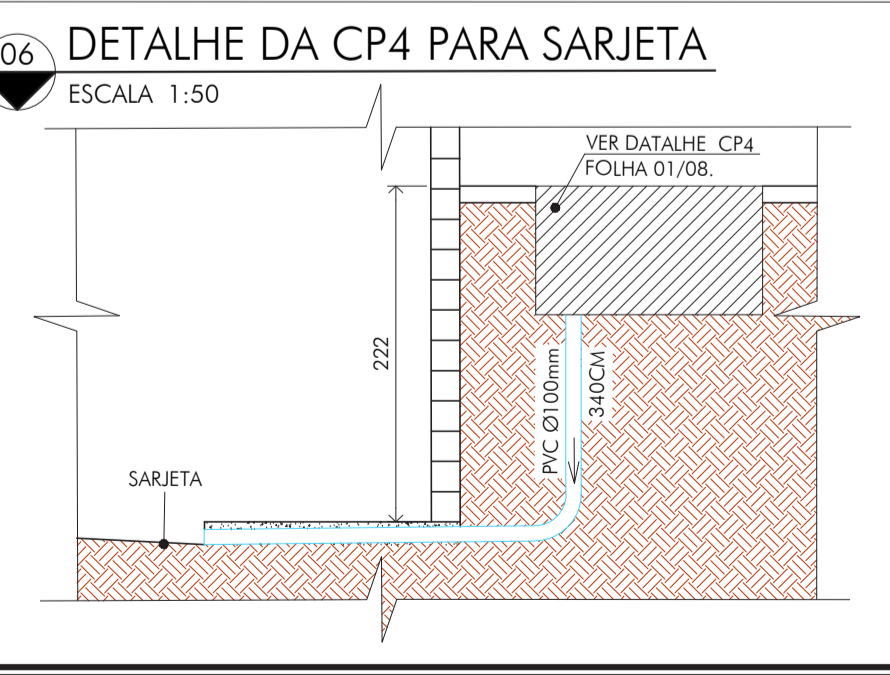 06
DETALHE DA CP4 PARA SARJETA
ESCALA 1:50
VER DATALHE CP4
FOLHA 01/08.
222
PVC Ø100mm
340CM
SARJETA